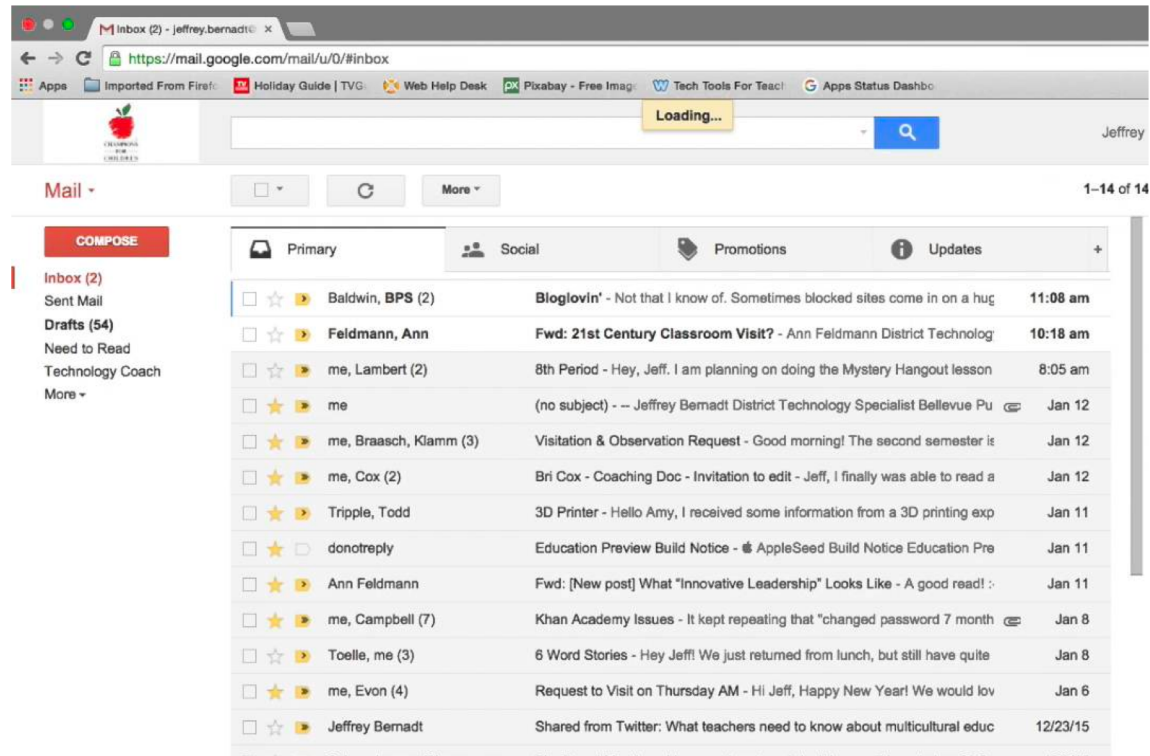 Inbox (2) - jeffrey.bernadt@
https://mail.google.com/mail/u/0/#inbox
Apps Imported From Firefo Holiday Guide | TVG Web Help Desk Pixabay - Free Image Tech Tools For Teach Apps Status Dashbo
Loading...
CHAMPIONS
FOR
CHILDREN
Jeffrey
Mail More 1–14 of 14
COMPOSE
Primary Social Promotions Updates +
Inbox (2)
Sent Mail
Drafts (54)
Need to Read
Technology Coach
More
Baldwin, BPS (2) Bloglovin' - Not that I know of. Sometimes blocked sites come in on a hug 11:08 am
Feldmann, Ann Fwd: 21st Century Classroom Visit? - Ann Feldmann District Technolog 10:18 am
me, Lambert (2) 8th Period - Hey, Jeff. I am planning on doing the Mystery Hangout lesson 8:05 am
me (no subject) - -- Jeffrey Bernadt District Technology Specialist Bellevue Pu Jan 12
me, Braasch, Klamm (3) Visitation & Observation Request - Good morning! The second semester is Jan 12
me, Cox (2) Bri Cox - Coaching Doc - Invitation to edit - Jeff, I finally was able to read a Jan 12
Tripple, Todd 3D Printer - Hello Amy, I received some information from a 3D printing exp Jan 11
donotreply Education Preview Build Notice - AppleSeed Build Notice Education Pre Jan 11
Ann Feldmann Fwd: [New post] What "Innovative Leadership" Looks Like - A good read! :- Jan 11
me, Campbell (7) Khan Academy Issues - It kept repeating that "changed password 7 month Jan 8
Toelle, me (3) 6 Word Stories - Hey Jeff! We just returned from lunch, but still have quite Jan 8
me, Evon (4) Request to Visit on Thursday AM - Hi Jeff, Happy New Year! We would lov Jan 6
Jeffrey Bernadt Shared from Twitter: What teachers need to know about multicultural educ 12/23/15